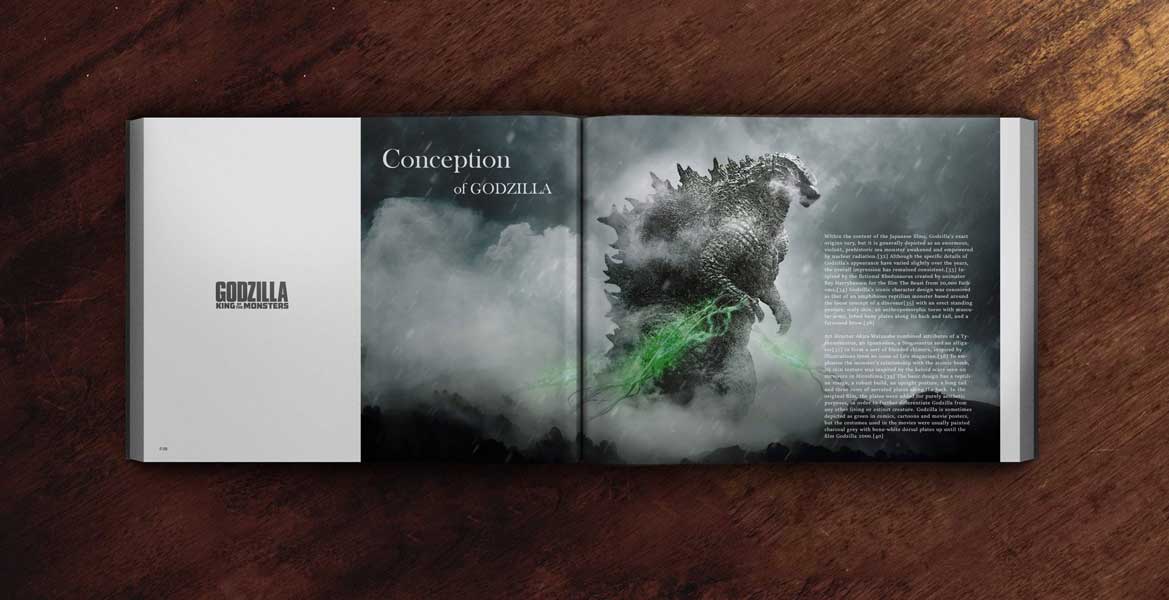 Conception
of GODZILLA
GODZILLA
KING OF THE MONSTERS
Within the context of the Japanese films, Godzilla's exact
origins vary, but it is generally depicted as an enormous,
violent, prehistoric sea monster awakened and empowered
by nuclear radiation.[32] Although the specific details of
Godzilla's appearance have varied slightly over the years,
the overall impression has remained consistent.[33] In-
spired by the fictional Rhedosaurus created by animator
Ray Harryhausen for the film The Beast from 20,000 Fath-
oms,[34] Godzilla's iconic character design was conceived
as that of an amphibious reptilian monster based around
the loose concept of a dinosaur[35] with an erect standing
posture, scaly skin, an anthropomorphic torso with muscu-
lar arms, lobed bony plates along its back and tail, and a
furrowed brow.[36]
Art director Akira Watanabe combined attributes of a Ty-
rannosaurus, an Iguanodon, a Stegosaurus and an alliga-
tor[37] to form a sort of blended chimera, inspired by
illustrations from an issue of Life magazine.[38] To em-
phasise the monster's relationship with the atomic bomb,
its skin texture was inspired by the keloid scars seen on
survivors in Hiroshima.[39] The basic design has a reptili-
an visage, a robust build, an upright posture, a long tail
and three rows of serrated plates along the back. In the
original film, the plates were added for purely aesthetic
purposes, in order to further differentiate Godzilla from
any other living or extinct creature. Godzilla is sometimes
depicted as green in comics, cartoons and movie posters,
but the costumes used in the movies were usually painted
charcoal grey with bone-white dorsal plates up until the
film Godzilla 2000.[40]